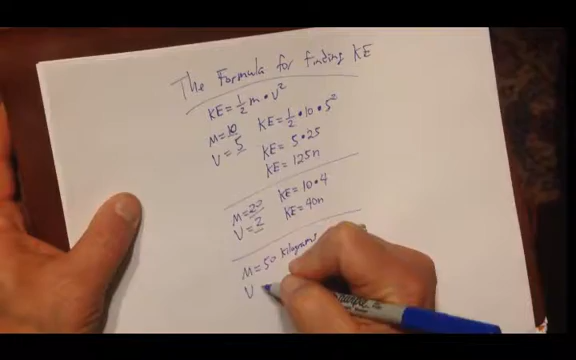 The Formula for finding KE
KE = 1/2 m • V²
M = 10
V = 5
KE = 1/2 • 10 • 5²
KE = 5 • 25
KE = 125n
M = 20
V = 2
KE = 10 • 4
KE = 40n
M = 50 kilograms
V